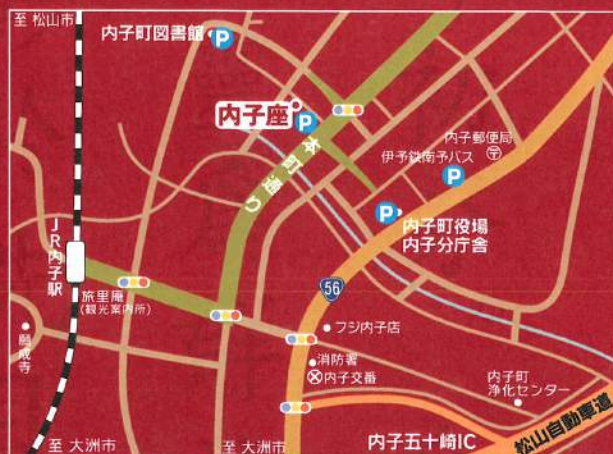 至 松山市
内子町図書館
P
内子座
P
本町通り
内子郵便局
伊予鉄南予バス
P
P
内子町役場
内子分庁舎
JR内子駅
56
旅里庵
(観光案内所)
フジ内子店
願成寺
消防署
内子交番
内子町
浄化センター
松山自動車道
至 大洲市
至 大洲市
内子五十崎IC